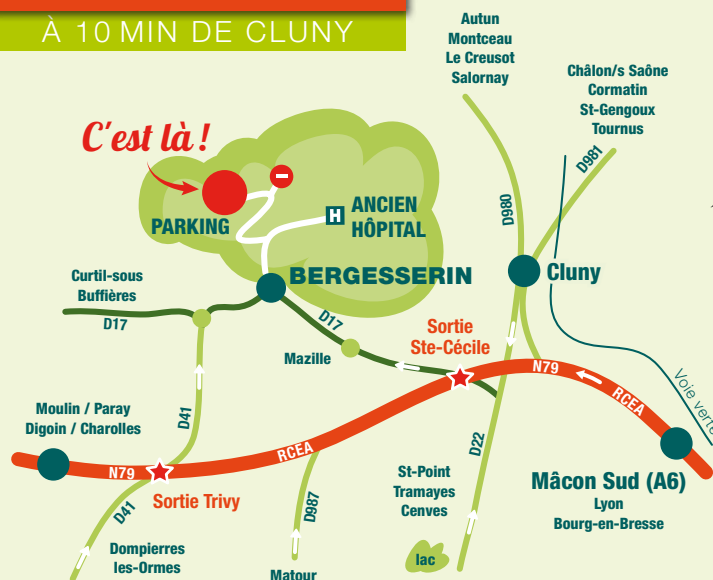 À 10 MIN DE CLUNY
Autun
Montceau
Le Creusot
Salornay
Châlon/s Saône
Cormatin
St-Gengoux
Tournus
C'est là !
D981
D980
PARKING
H
ANCIEN
HÔPITAL
BERGESSERIN
Cluny
Curtil-sous
Buffières
D17
D17
Mazille
Sortie
Ste-Cécile
N79
RCEA
Voie verte
Moulin / Paray
Digoin / Charolles
D41
RCEA
N79
Sortie Trivy
D41
D987
D22
St-Point
Tramayes
Cenves
Mâcon Sud (A6)
Lyon
Bourg-en-Bresse
Dompierres
les-Ormes
lac
Matour